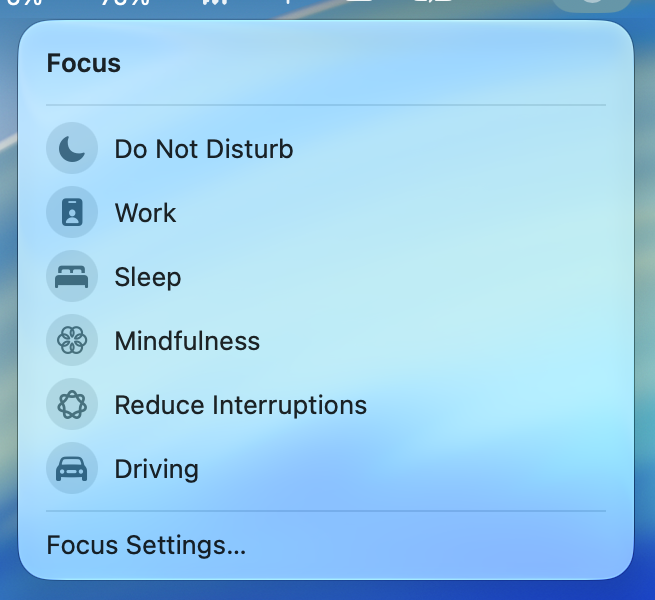 Focus
Do Not Disturb
Work
Sleep
Mindfulness
Reduce Interruptions
Driving
Focus Settings...